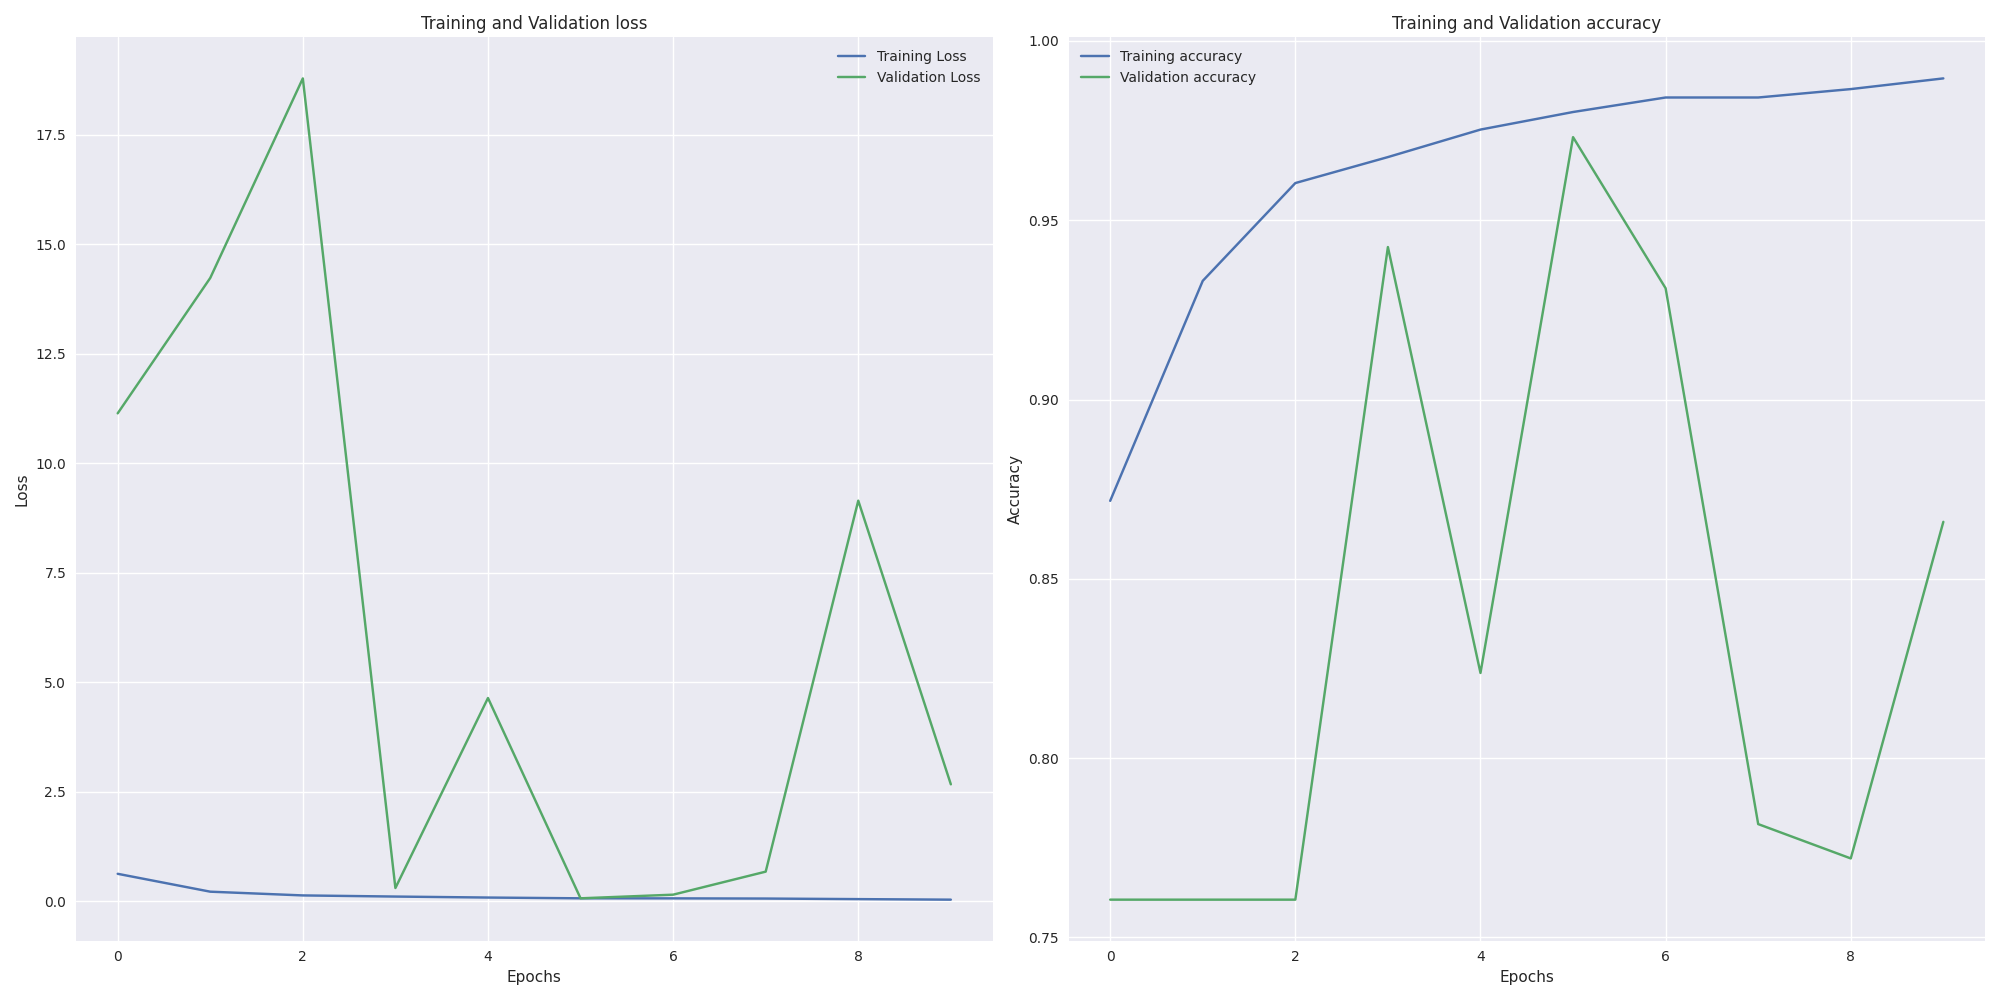 Training and Validation loss
Training Loss
Validation Loss
17.5
15.0
12.5
10.0
7.5
5.0
2.5
0.0
Loss
0 2 4 6 8
Epochs
Training and Validation accuracy
Training accuracy
Validation accuracy
1.00
0.95
0.90
0.85
0.80
0.75
Accuracy
0 2 4 6 8
Epochs